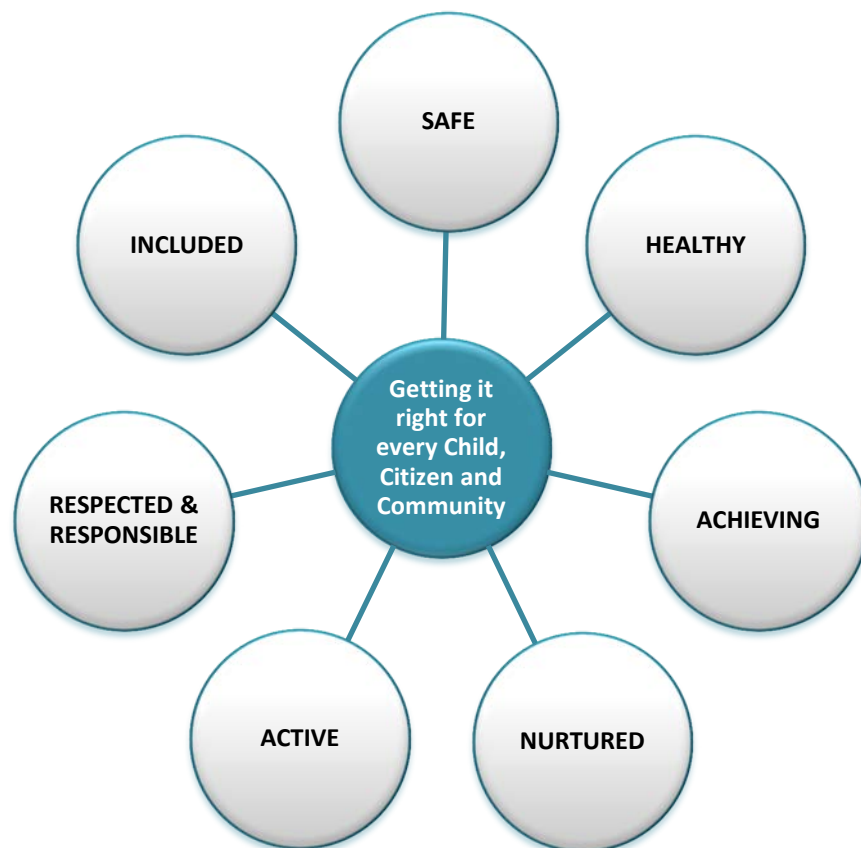 SAFE
HEALTHY
ACHIEVING
NURTURED
ACTIVE
RESPECTED &
RESPONSIBLE
INCLUDED
Getting it
right for
every Child,
Citizen and
Community